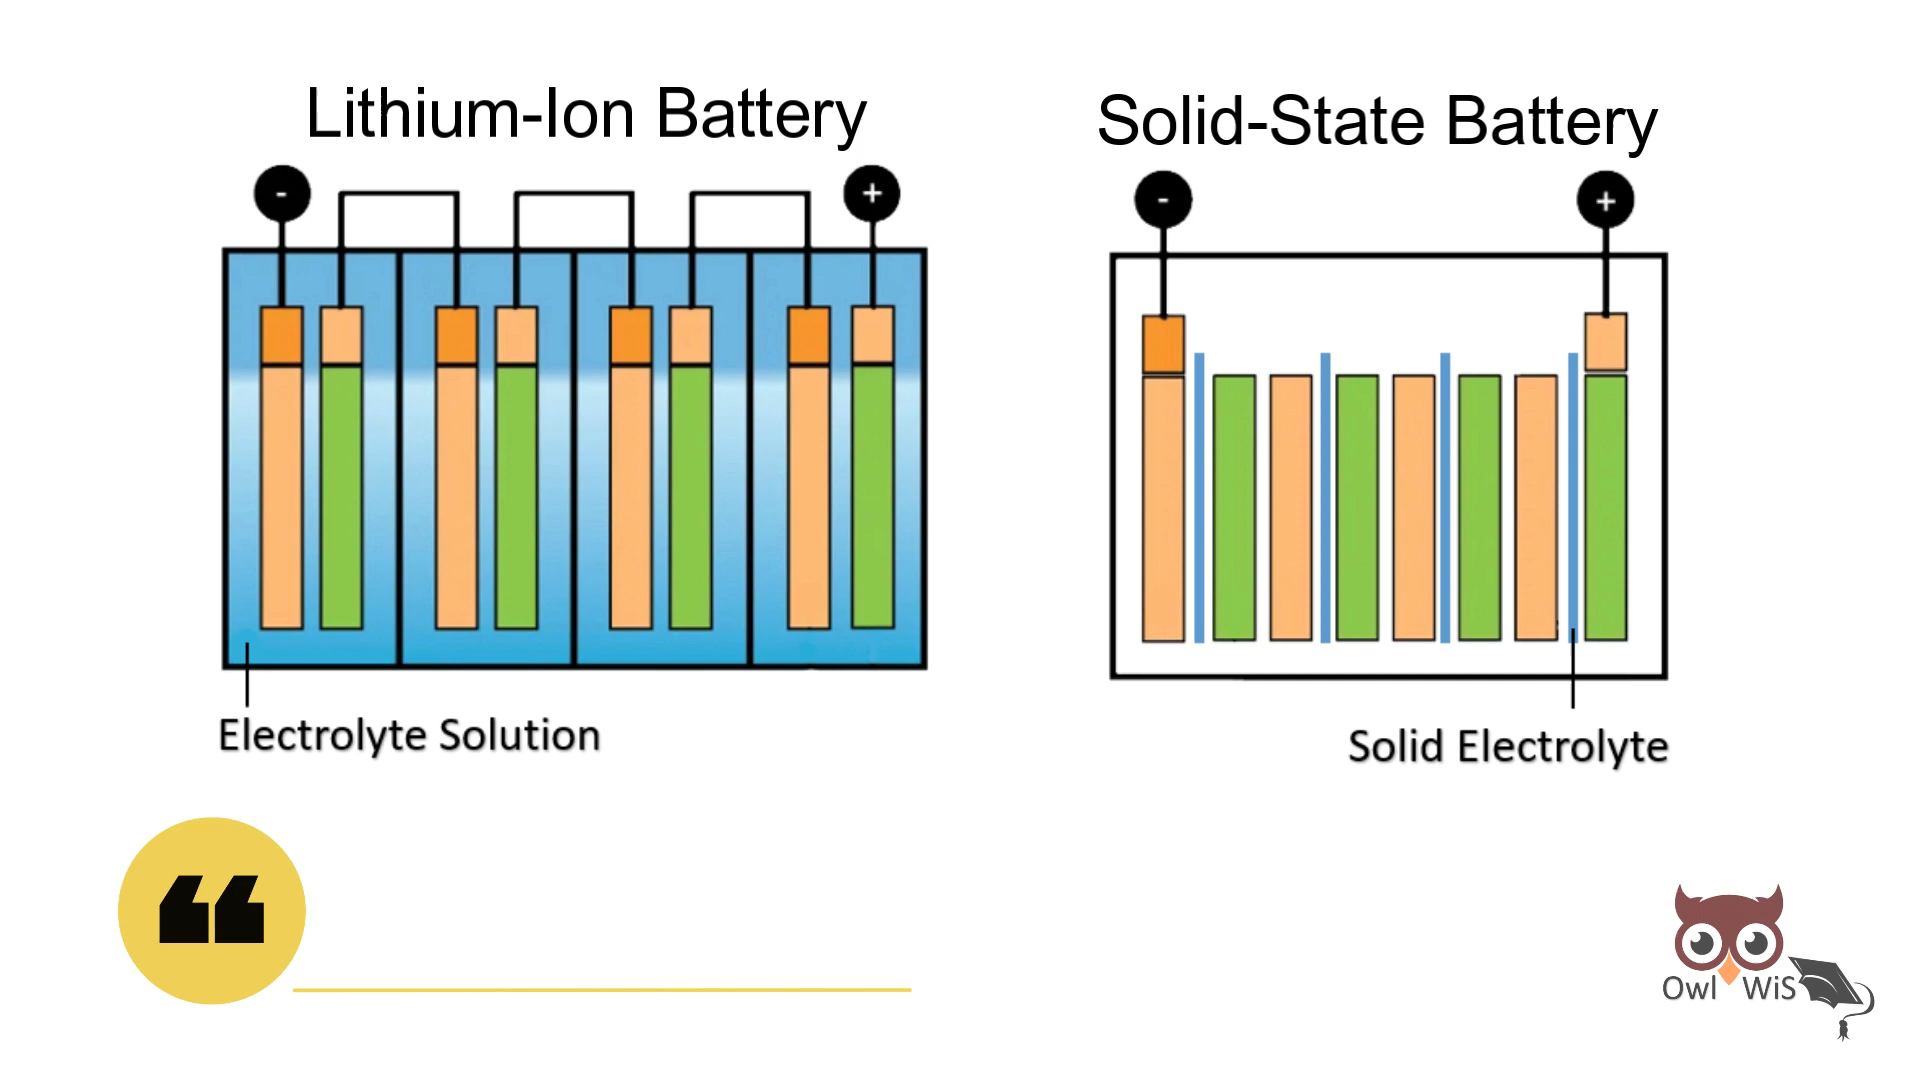 Lithium-Ion Battery
Solid-State Battery
-
+
-
+
Electrolyte Solution
Solid Electrolyte
❝
Owl WiS